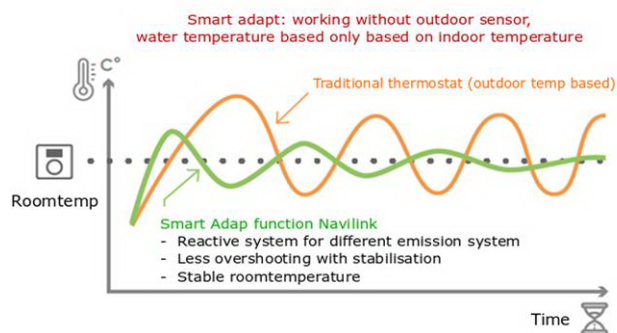 Smart adapt: working without outdoor sensor,
water temperature based only based on indoor temperature
C°
Traditional thermostat (outdoor temp based)
Roomtemp
Smart Adap function Navilink
- Reactive system for different emission system
- Less overshooting with stabilisation
- Stable roomtemperature
Time